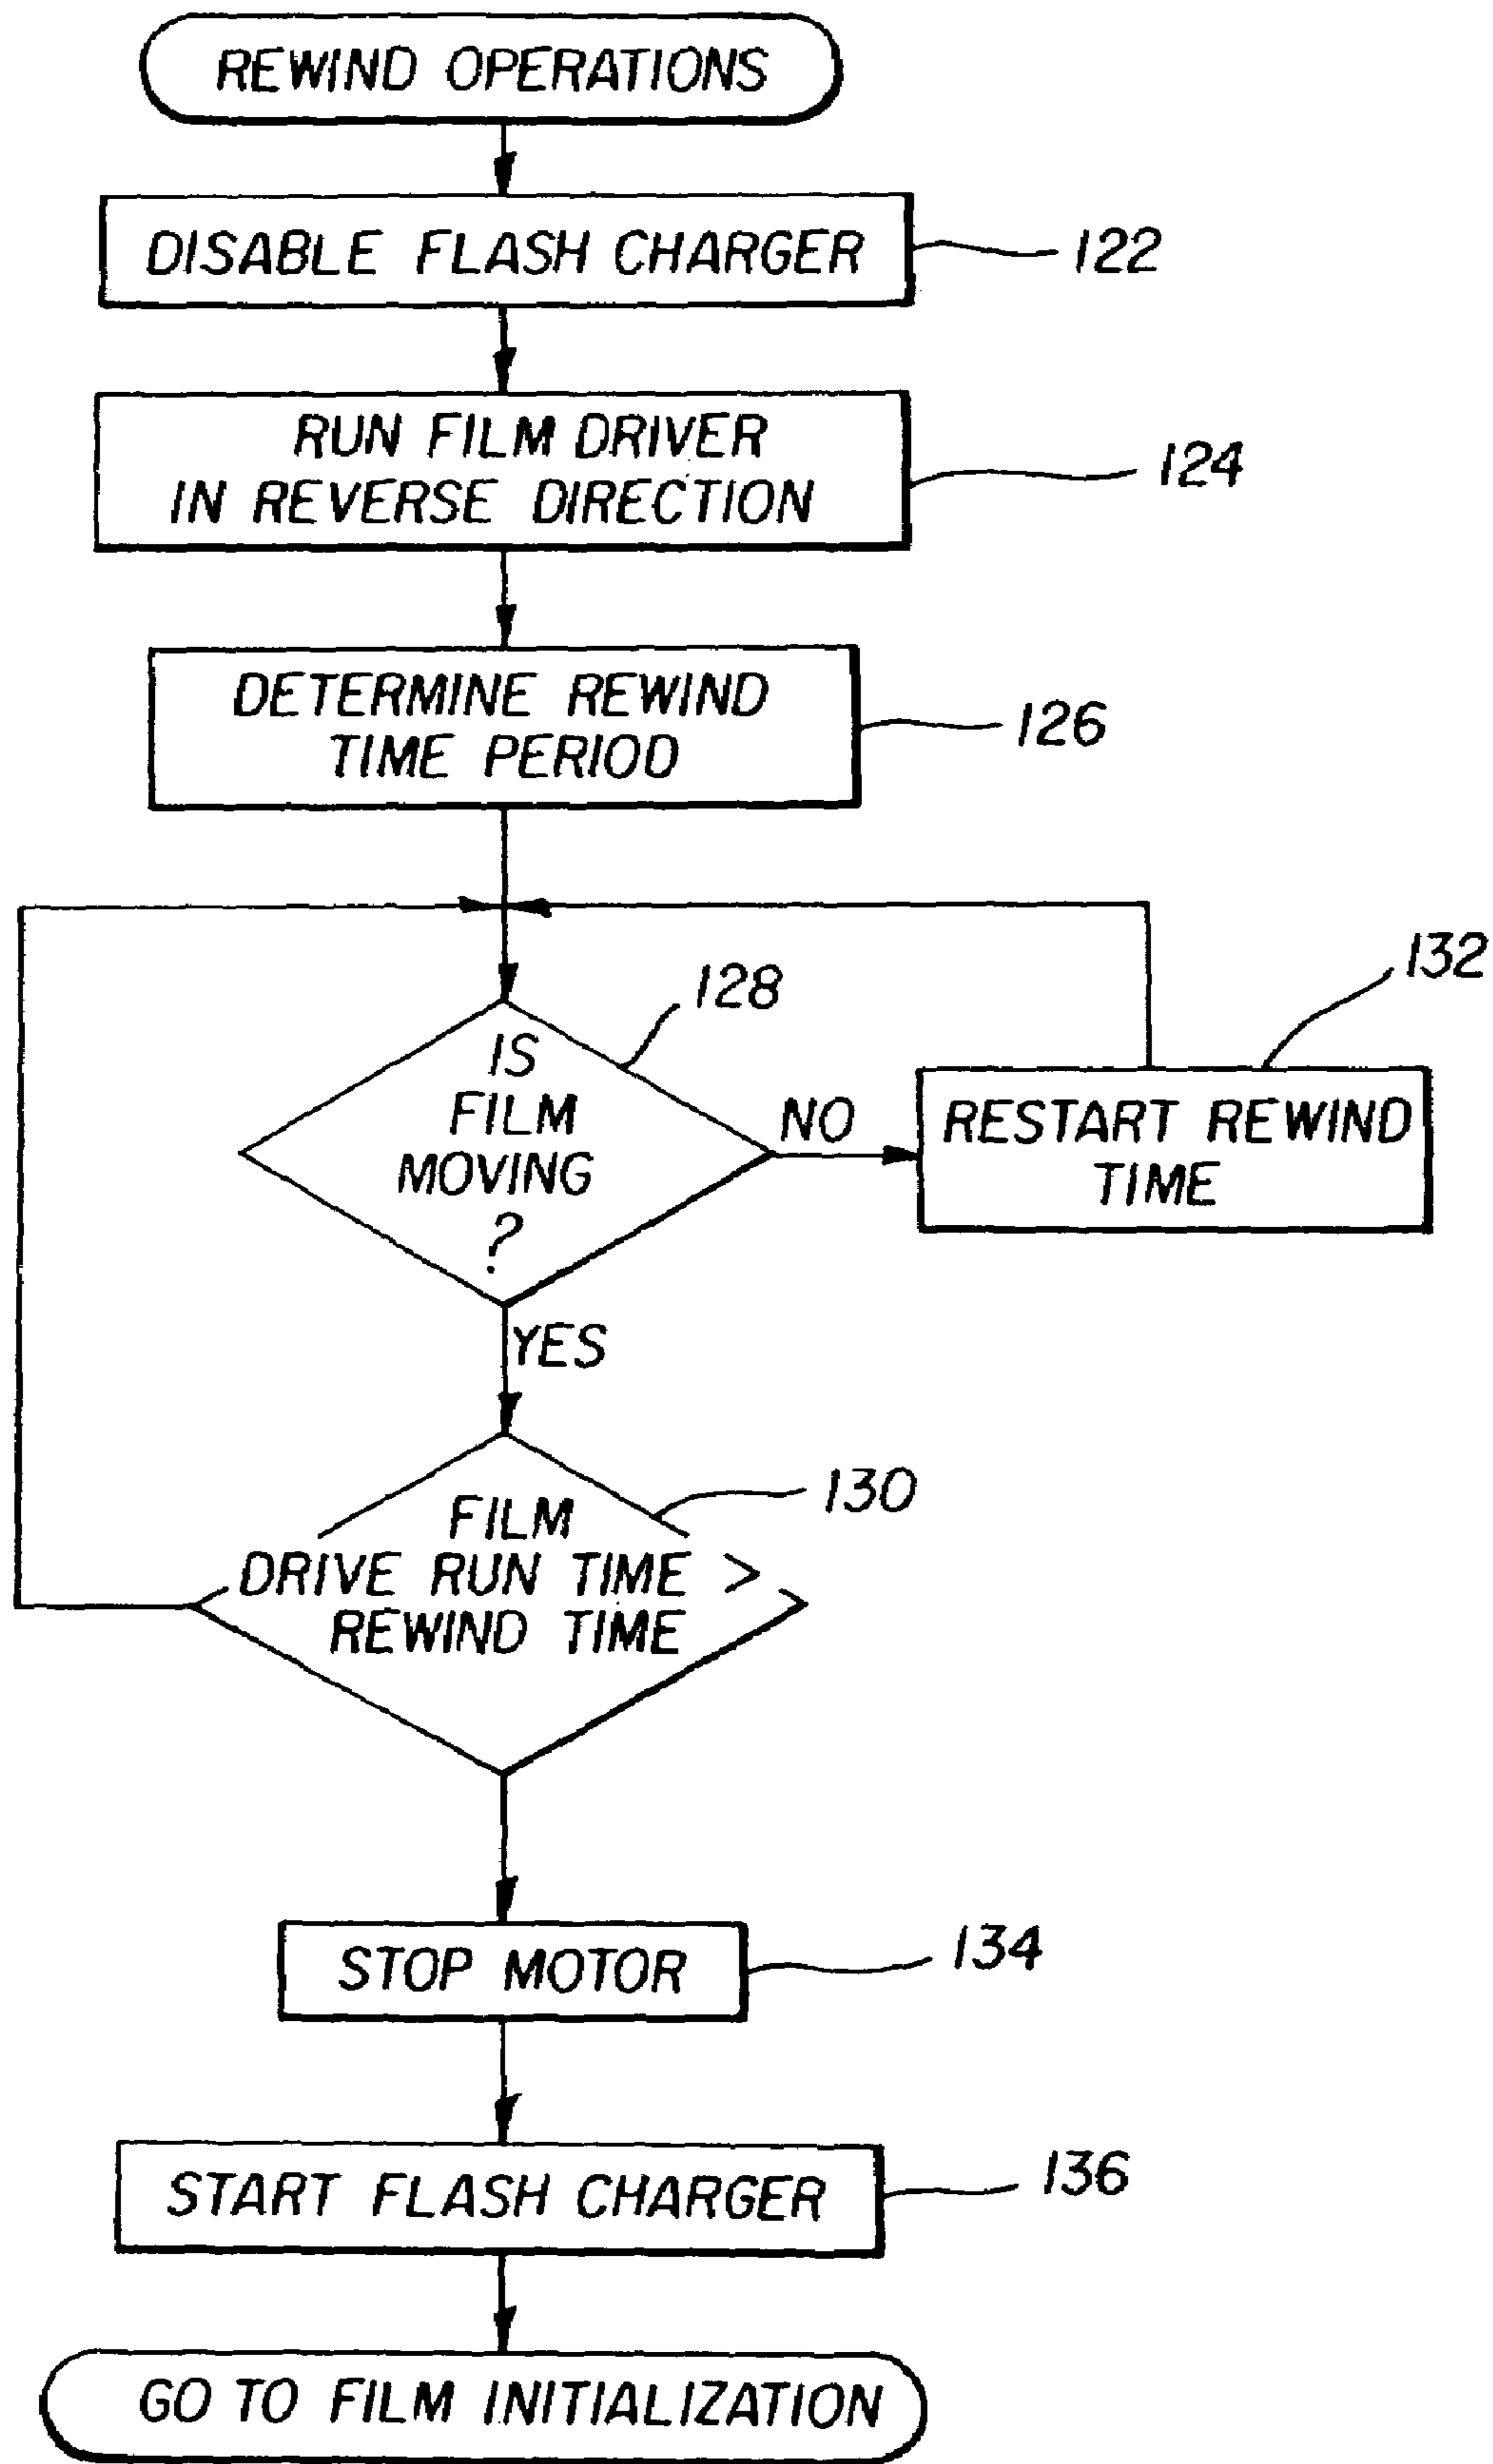 REWIND OPERATIONS
DISABLE FLASH CHARGER
122
RUN FILM DRIVER
IN REVERSE DIRECTION
124
DETERMINE REWIND
TIME PERIOD
126
128
132
IS
FILM
MOVING
?
NO
RESTART REWIND
TIME
YES
130
FILM
DRIVE RUN TIME >
REWIND TIME
STOP MOTOR
134
START FLASH CHARGER
136
GO TO FILM INITIALIZATION